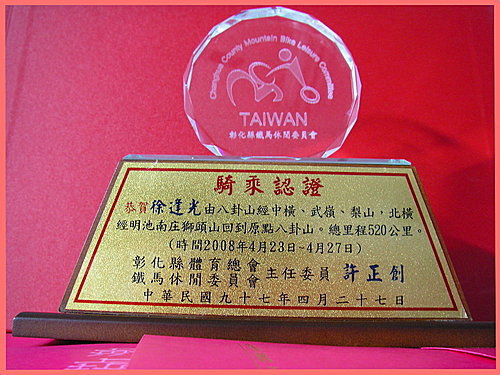 Changhua County Mountain Bike Leisure Committee
TAIWAN
彰化縣鐵馬休閒委員會
騎乘認證
恭賀徐逢光由八卦山經中橫、武嶺、梨山,北橫
經明池南庄獅頭山回到原點八卦山。總里程520公里。
(時間2008年4月23日~4月27日)
彰化縣體育總會
鐵馬休閒委員會 主任委員 許正創
中華民國九十七年四月二十七日